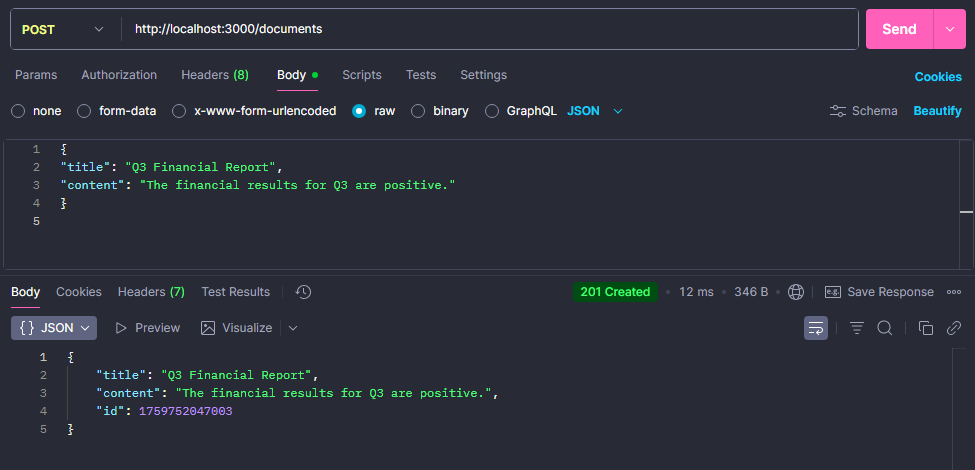 POST http://localhost:3000/documents Send
Params Authorization Headers (8) Body Scripts Tests Settings Cookies
none form-data x-www-form-urlencoded raw binary GraphQL JSON Schema Beautify
1 {
2 "title": "Q3 Financial Report",
3 "content": "The financial results for Q3 are positive."
4 }
5
Body Cookies Headers (7) Test Results 201 Created • 12 ms • 346 B • e.g. Save Response
{} JSON Preview Visualize
1 {
2 "title": "Q3 Financial Report",
3 "content": "The financial results for Q3 are positive.",
4 "id": 1759752047003
5 }